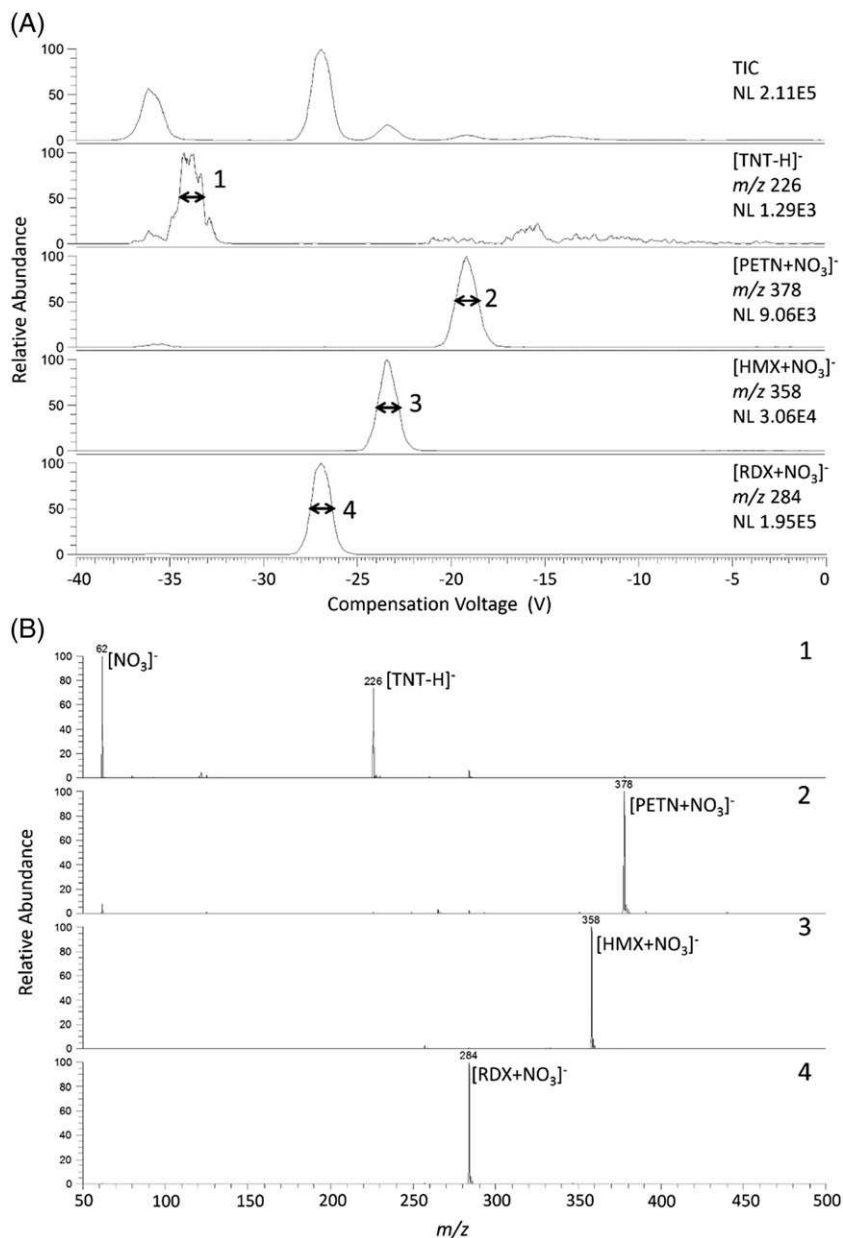 (A)
100
50
0
TIC
NL 2.11E5
100
50
0
1
[TNT-H]-
m/z 226
NL 1.29E3
100
50
0
2
[PETN+NO3]-
m/z 378
NL 9.06E3
100
50
0
3
[HMX+NO3]-
m/z 358
NL 3.06E4
100
50
0
4
[RDX+NO3]-
m/z 284
NL 1.95E5
Relative Abundance
-40 -35 -30 -25 -20 -15 -10 -5 0
Compensation Voltage (V)
(B)
100
80
60
40
20
0
62
[NO3]-
226
[TNT-H]-
1
100
80
60
40
20
0
378
[PETN+NO3]-
2
100
80
60
40
20
0
358
[HMX+NO3]-
3
100
80
60
40
20
0
284
[RDX+NO3]-
4
Relative Abundance
50 100 150 200 250 300 350 400 450 500
m/z